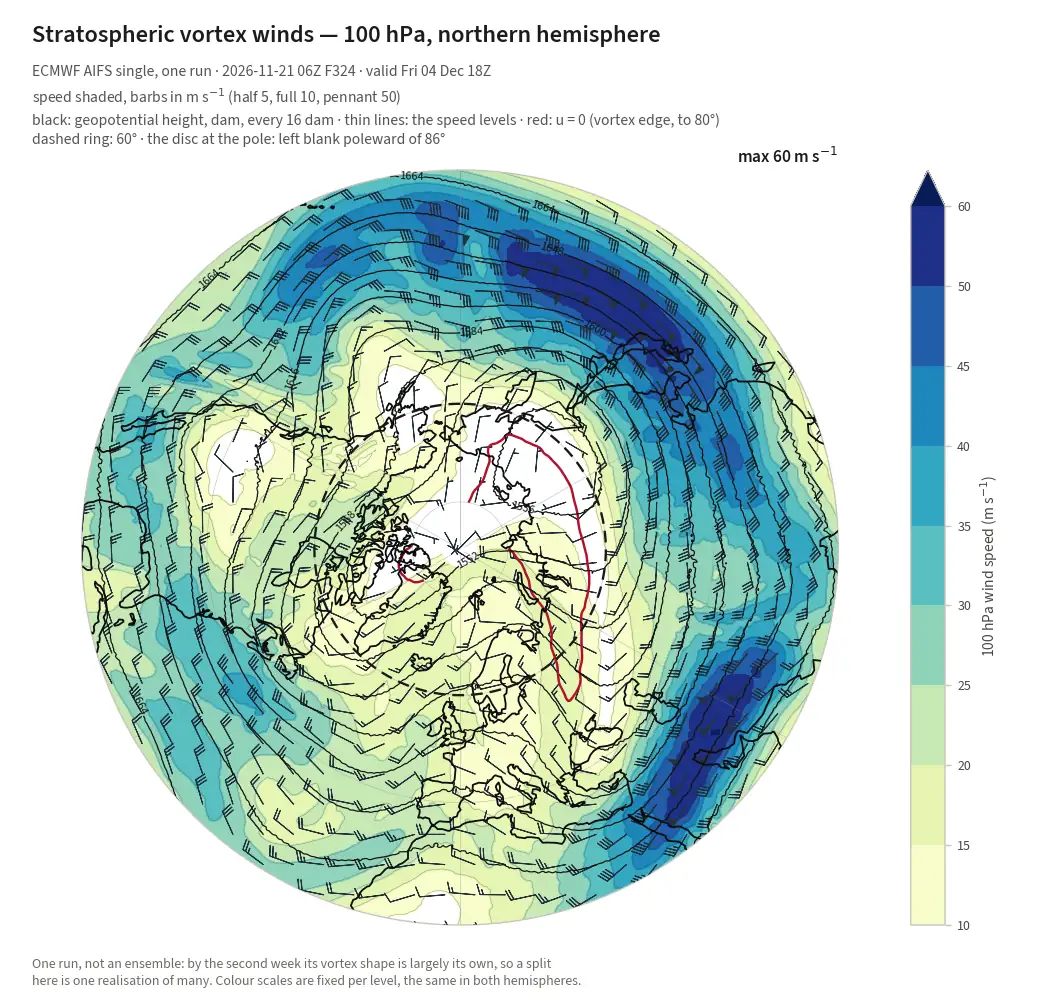 Stratospheric vortex winds — 100 hPa, northern hemisphere
ECMWF AIFS single, one run · 2026-11-21 06Z F324 · valid Fri 04 Dec 18Z
speed shaded, barbs in m s⁻¹ (half 5, full 10, pennant 50)
black: geopotential height, dam, every 16 dam · thin lines: the speed levels · red: u = 0 (vortex edge, to 80°)
dashed ring: 60° · the disc at the pole: left blank poleward of 86°
max 60 m s⁻¹
1664
1664
1648
1664
1600
1584
1616
1552
1664
60
50
45
40
35
30
25
20
15
10
100 hPa wind speed (m s⁻¹)
One run, not an ensemble: by the second week its vortex shape is largely its own, so a split
here is one realisation of many. Colour scales are fixed per level, the same in both hemispheres.